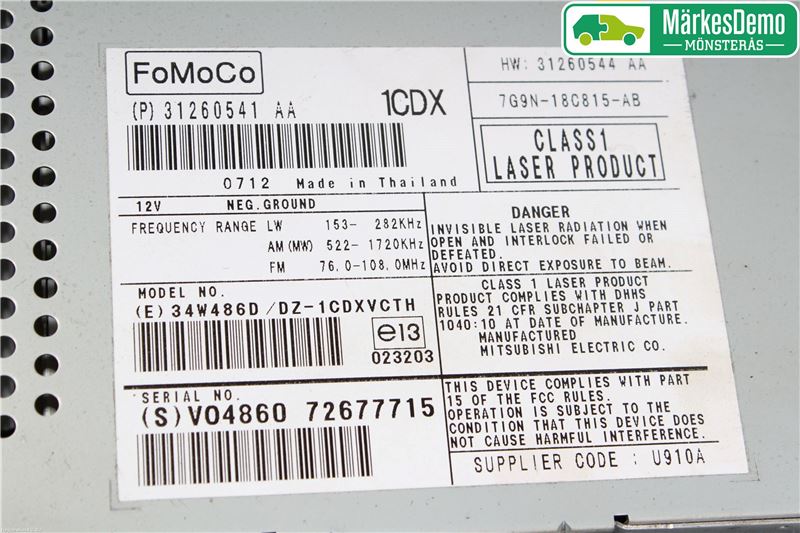 MärkesDemo
MÖNSTERÅS
FoMoCo
(P) 31260541 AA
1CDX
HW: 31260544 AA
7G9N-18C815-AB
CLASS1
LASER PRODUCT
0712 Made in Thailand
12V NEG.GROUND
FREQUENCY RANGE LW 153- 282KHz
AM (MW) 522- 1720KHz
FM 76.0-108.0MHz
DANGER
INVISIBLE LASER RADIATION WHEN
OPEN AND INTERLOCK FAILED OR
DEFEATED.
AVOID DIRECT EXPOSURE TO BEAM.
MODEL NO.
(E) 34W486D/DZ-1CDXVCTH
e13
023203
CLASS 1 LASER PRODUCT
PRODUCT COMPLIES WITH DHHS
RULES 21 CFR SUBCHAPTER J PART
1040:10 AT DATE OF MANUFACTURE.
MANUFACTURED
MITSUBISHI ELECTRIC CO.
SERIAL NO.
(S) VO4860 72677715
THIS DEVICE COMPLIES WITH PART
15 OF THE FCC RULES.
OPERATION IS SUBJECT TO THE
CONDITION THAT THIS DEVICE DOES
NOT CAUSE HARMFUL INTERFERENCE.
SUPPLIER CODE : U910A